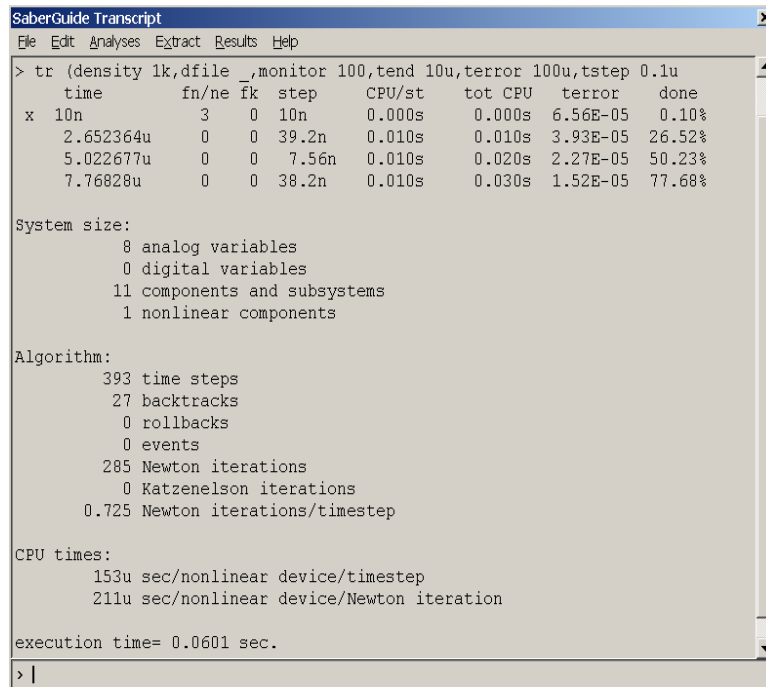 SaberGuide Transcript
File Edit Analyses Extract Results Help
> tr (density 1k,dfile _,monitor 100,tend 10u,terror 100u,tstep 0.1u
time fn/ne fk step CPU/st tot CPU terror done
x 10n 3 0 10n 0.000s 0.000s 6.56E-05 0.10%
2.652364u 0 0 39.2n 0.010s 0.010s 3.93E-05 26.52%
5.022677u 0 0 7.56n 0.010s 0.020s 2.27E-05 50.23%
7.76828u 0 0 38.2n 0.010s 0.030s 1.52E-05 77.68%
System size:
8 analog variables
0 digital variables
11 components and subsystems
1 nonlinear components
Algorithm:
393 time steps
27 backtracks
0 rollbacks
0 events
285 Newton iterations
0 Katzenelson iterations
0.725 Newton iterations/timestep
CPU times:
153u sec/nonlinear device/timestep
211u sec/nonlinear device/Newton iteration
execution time= 0.0601 sec.
>